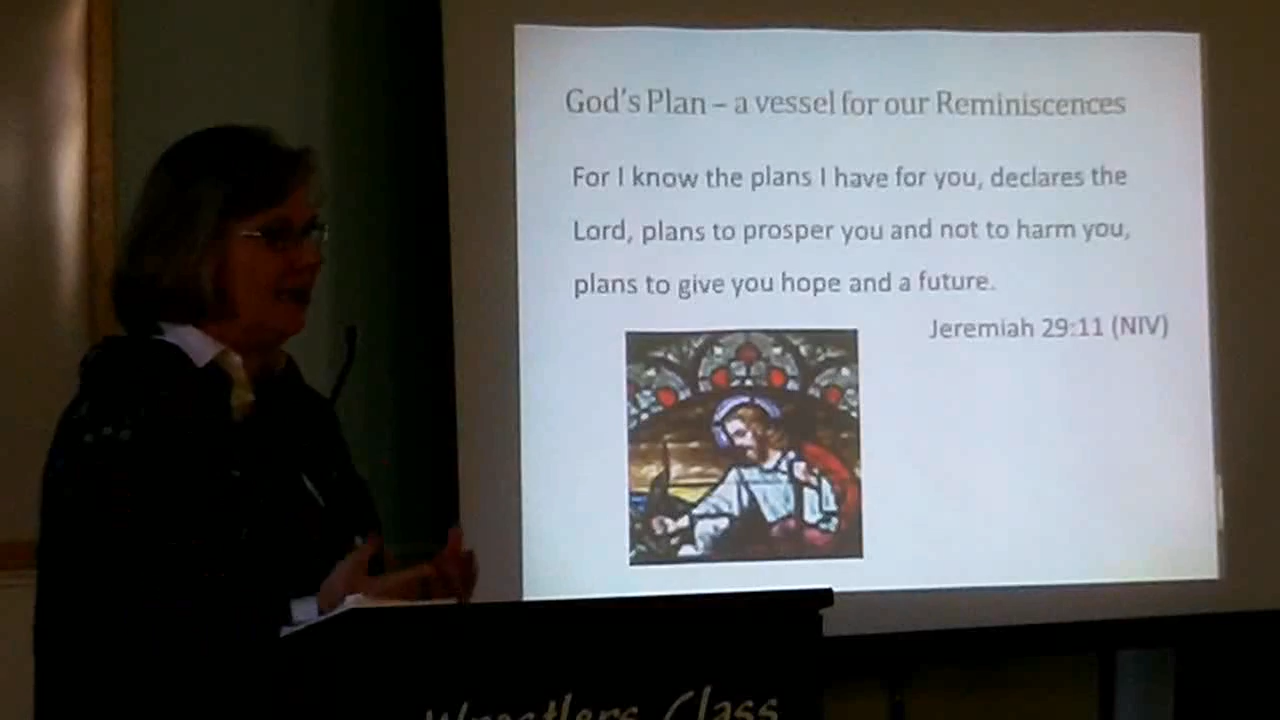 God's Plan – a vessel for our Reminiscences
For I know the plans I have for you, declares the
Lord, plans to prosper you and not to harm you,
plans to give you hope and a future.
Jeremiah 29:11 (NIV)
Wrestlers Class